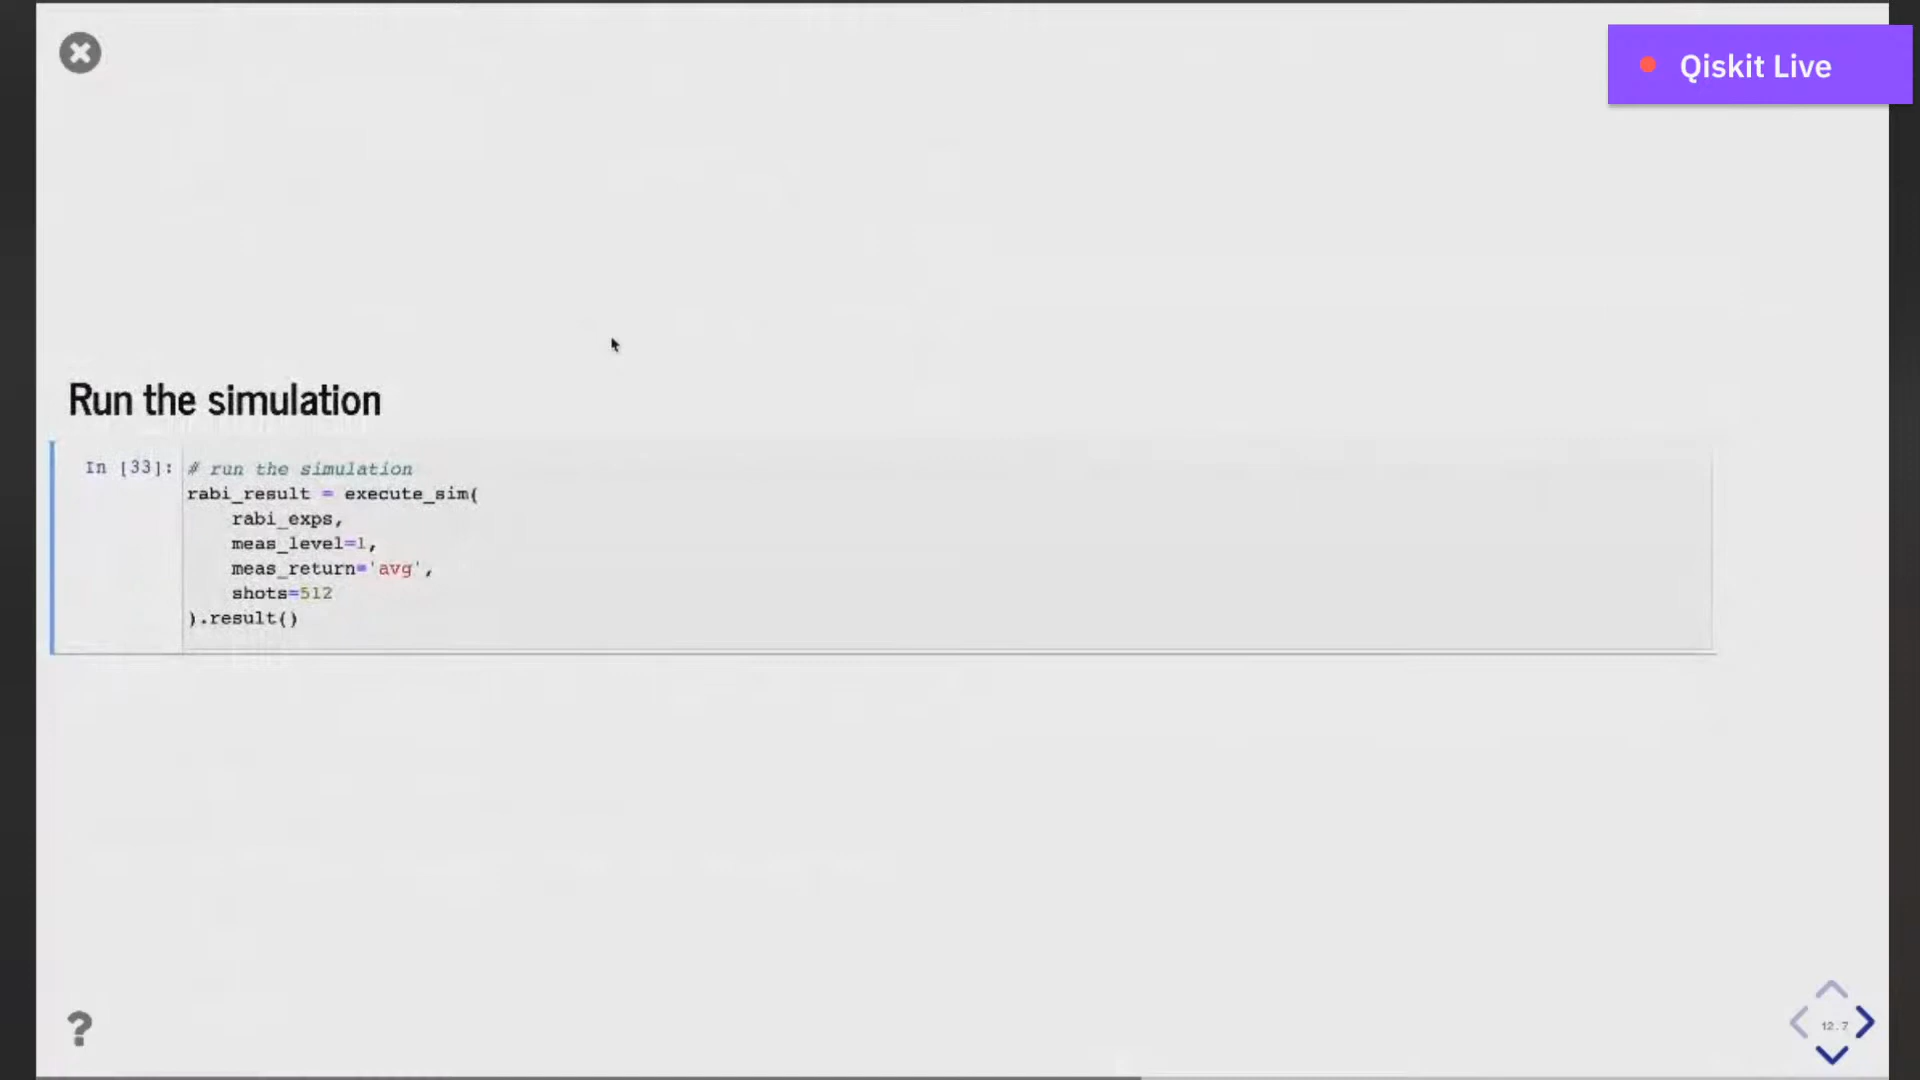 Qiskit Live
Run the simulation
In [33]: # run the simulation
rabi_result = execute_sim(
    rabi_exps,
    meas_level=1,
    meas_return='avg',
    shots=512
).result()
?
12.7